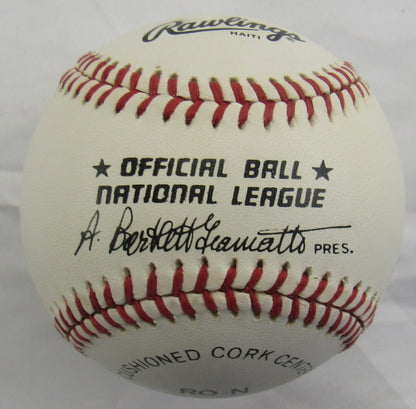 Rawlings
HAITI
★ OFFICIAL BALL ★
NATIONAL LEAGUE
A. Bartlett Giamatti PRES.
CUSHIONED CORK CENTER
RO-N